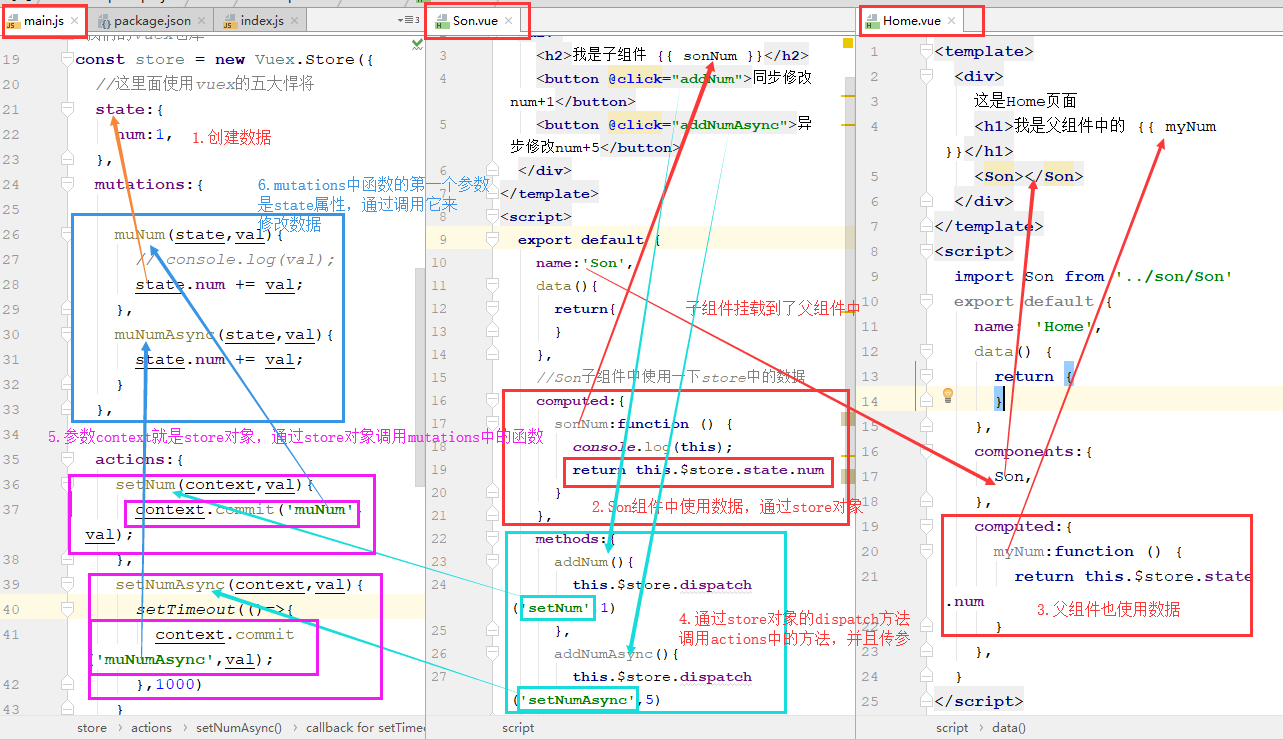 main.js
package.json
index.js
3
19 const store = new Vuex.Store({
20 //这里面使用vuex的五大悍将
21 state:{
22 num:1,
1.创建数据
23 },
24 mutations:{
6.mutations中函数的第一个参数
是state属性，通过调用它来
修改数据
25
26 muNum(state,val){
27 // console.log(val);
28 state.num += val;
29 },
30 muNumAsync(state,val){
31 state.num += val;
32 }
33 },
34
5.参数context就是store对象，通过store对象调用mutations中的函数
35 actions:{
36 setNum(context,val){
37 context.commit('muNum',
val);
38 },
39 setNumAsync(context,val){
40 setTimeout(()=>{
41 context.commit
('muNumAsync',val);
42 },1000)
43 }
store › actions › setNumAsync() › callback for setTime
Son.vue
3 <h2>我是子组件 {{ sonNum }}</h2>
4 <button @click="addNum">同步修改
num+1</button>
5 <button @click="addNumAsync">异
步修改num+5</button>
6 </div>
7 </template>
8 <script>
9 export default {
10 name:'Son',
11 data(){
12 return{
子组件挂载到了父组件中
13 }
14 },
15 //Son子组件中使用一下store中的数据
16 computed:{
17 sonNum:function () {
18 console.log(this);
19 return this.$store.state.num
20 }
2.Son组件中使用数据，通过store对象
21 },
22 methods:{
23 addNum(){
24 this.$store.dispatch
('setNum',1)
4.通过store对象的dispatch方法
调用actions中的方法，并且传参
25 },
26 addNumAsync(){
27 this.$store.dispatch
('setNumAsync',5)
script
Home.vue
1 <template>
2 <div>
3 这是Home页面
4 <h1>我是父组件中的 {{ myNum
}}</h1>
5 <Son></Son>
6 </div>
7 </template>
8 <script>
9 import Son from '../son/Son'
10 export default {
11 name: 'Home',
12 data() {
13 return {
14 }
15 },
16 components:{
17 Son,
18 },
19 computed:{
20 myNum:function () {
21 return this.$store.state
.num
3.父组件也使用数据
22 }
23 },
24 }
25 </script>
script › data()